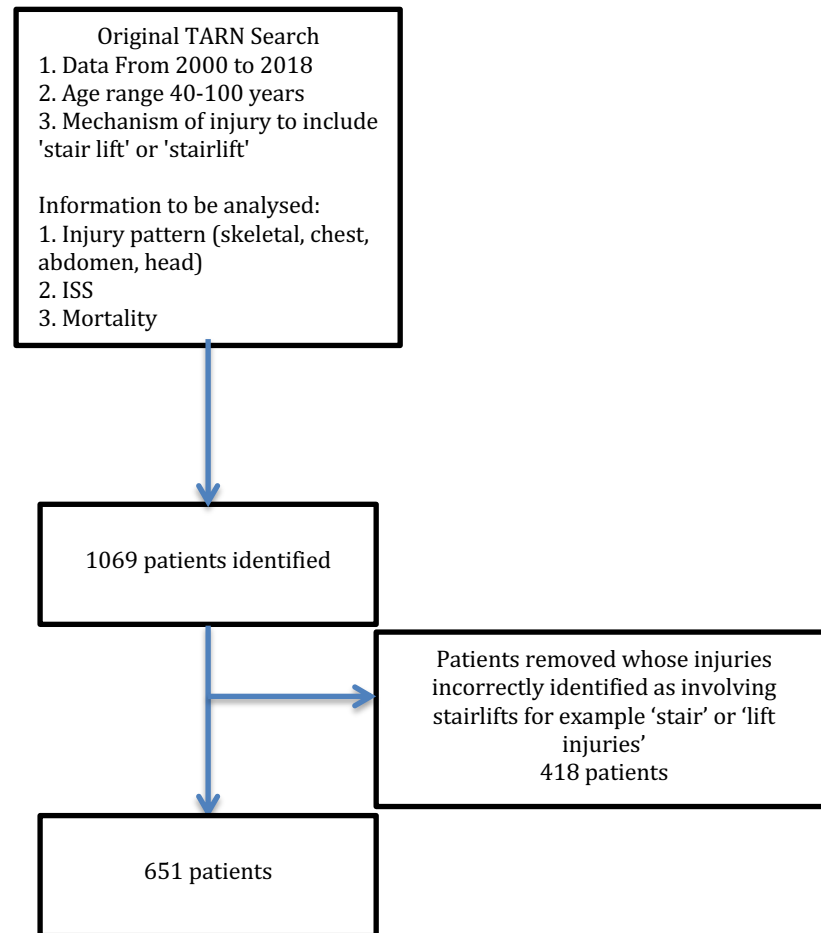 Original TARN Search
1. Data From 2000 to 2018
2. Age range 40-100 years
3. Mechanism of injury to include
'stair lift' or 'stairlift'
Information to be analysed:
1. Injury pattern (skeletal, chest,
abdomen, head)
2. ISS
3. Mortality
1069 patients identified
Patients removed whose injuries
incorrectly identified as involving
stairlifts for example ‘stair’ or ‘lift
injuries’
418 patients
651 patients